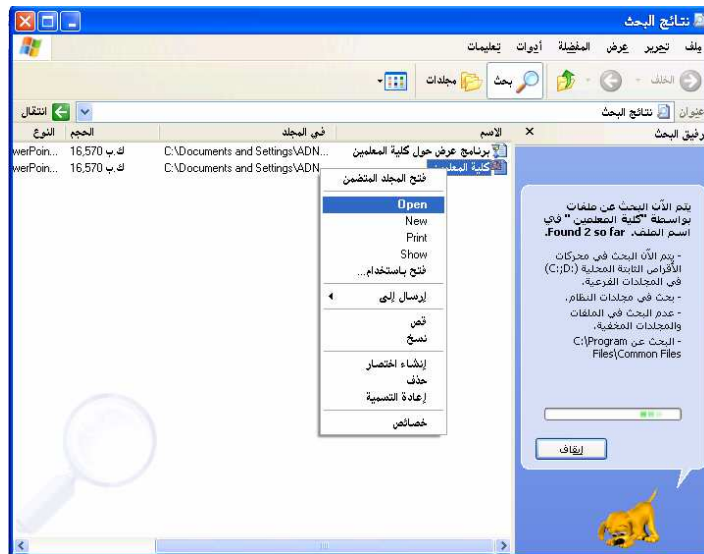 نتائج البحث
ملف تحرير عرض المفضلة أدوات تعليمات
الخلف بحث مجلدات
عنوان نتائج البحث انتقال
رفيق البحث
الاسم في المجلد الحجم النوع
برنامج عرض حول كلية المعلمين C:\Documents and Settings\ADN... 16,570 ك.ب werPoin...
كلية المعلمين C:\Documents and Settings\ADN... 16,570 ك.ب werPoin...
فتح المجلد المتضمن
Open
New
Print
Show
فتح باستخدام...
إرسال إلى
قص
نسخ
إنشاء اختصار
حذف
إعادة التسمية
خصائص
يتم الآن البحث عن ملفات
بواسطة "كلية المعلمين" في
اسم الملف. Found 2 so far.
- يتم الآن البحث في محركات
الأقراص الثابتة المحلية (C:;D:)
في المجلدات الفرعية.
- بحث في مجلدات النظام.
- عدم البحث في الملفات
والمجلدات المخفية.
- البحث عن C:\Program
Files\Common Files
إيقاف